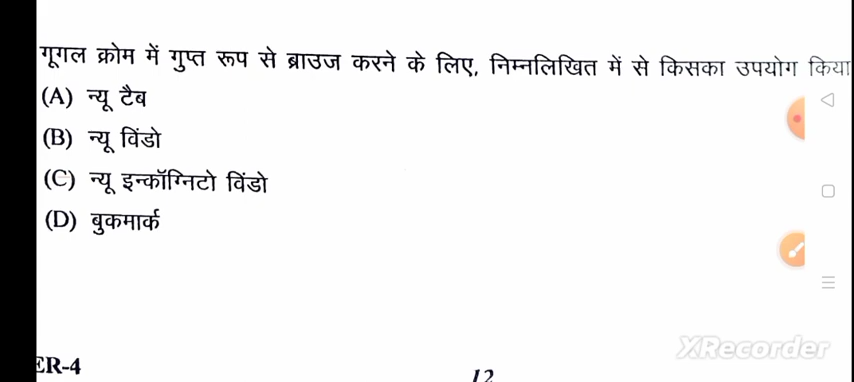 गूगल क्रोम में गुप्त रूप से ब्राउज करने के लिए, निम्नलिखित में से किसका उपयोग किया
(A) न्यू टैब
(B) न्यू विंडो
(C) न्यू इन्कॉग्निटो विंडो
(D) बुकमार्क
XRecorder
ER-4
12